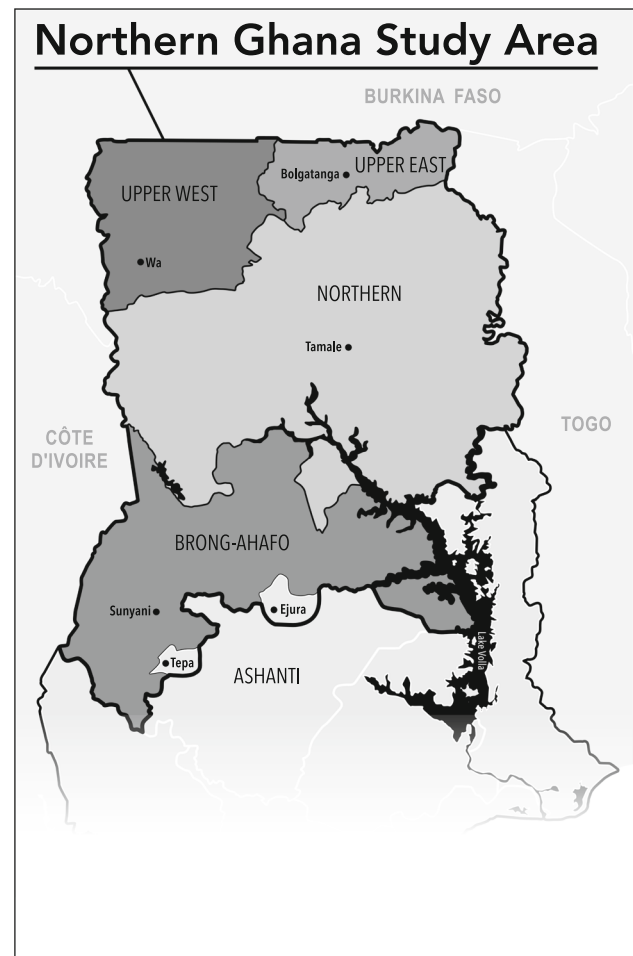 Northern Ghana Study Area
BURKINA FASO
UPPER EAST
Bolgatanga
UPPER WEST
Wa
NORTHERN
Tamale
CÔTE
D'IVOIRE
TOGO
BRONG-AHAFO
Sunyani
Ejura
Lake Volla
Tepa
ASHANTI